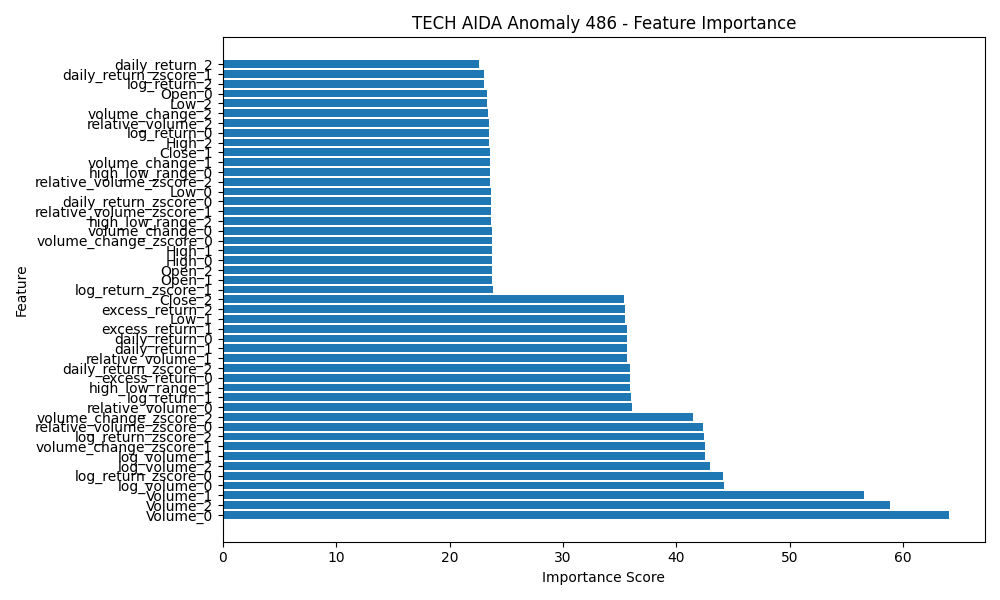 TECH AIDA Anomaly 486 - Feature Importance
daily_return_2
daily_return_zscore_1
log_return_2
Open_0
Low_2
volume_change_2
relative_volume_2
log_return_0
High_2
Close_1
volume_change_1
high_low_range_0
relative_volume_zscore_2
Low_0
daily_return_zscore_0
relative_volume_zscore_1
high_low_range_2
volume_change_0
volume_change_zscore_0
High_1
High_0
Open_2
Open_1
log_return_zscore_1
Close_2
excess_return_2
Low_1
excess_return_1
daily_return_0
daily_return_1
relative_volume_1
daily_return_zscore_2
excess_return_0
high_low_range_1
log_return_1
relative_volume_0
volume_change_zscore_2
relative_volume_zscore_0
log_return_zscore_2
volume_change_zscore_1
log_volume_1
log_volume_2
log_return_zscore_0
log_volume_0
Volume_1
Volume_2
Volume_0
Feature
0 10 20 30 40 50 60
Importance Score